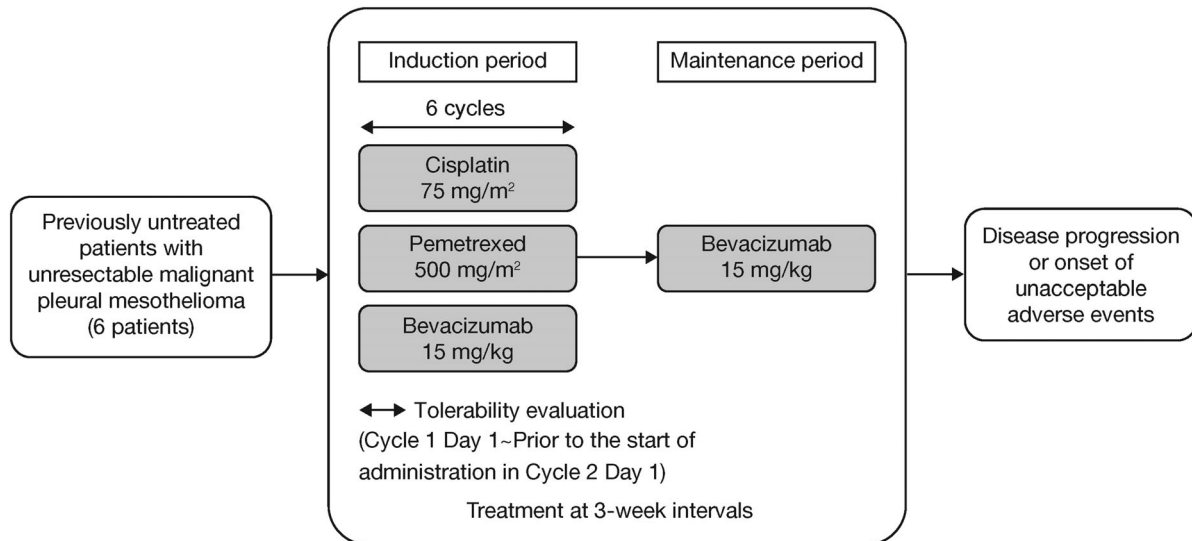 Previously untreated
patients with
unresectable malignant
pleural mesothelioma
(6 patients)
Induction period
6 cycles
Cisplatin
75 mg/m²
Pemetrexed
500 mg/m²
Bevacizumab
15 mg/kg
Maintenance period
Bevacizumab
15 mg/kg
Tolerability evaluation
(Cycle 1 Day 1~Prior to the start of
administration in Cycle 2 Day 1)
Treatment at 3-week intervals
Disease progression
or onset of
unacceptable
adverse events